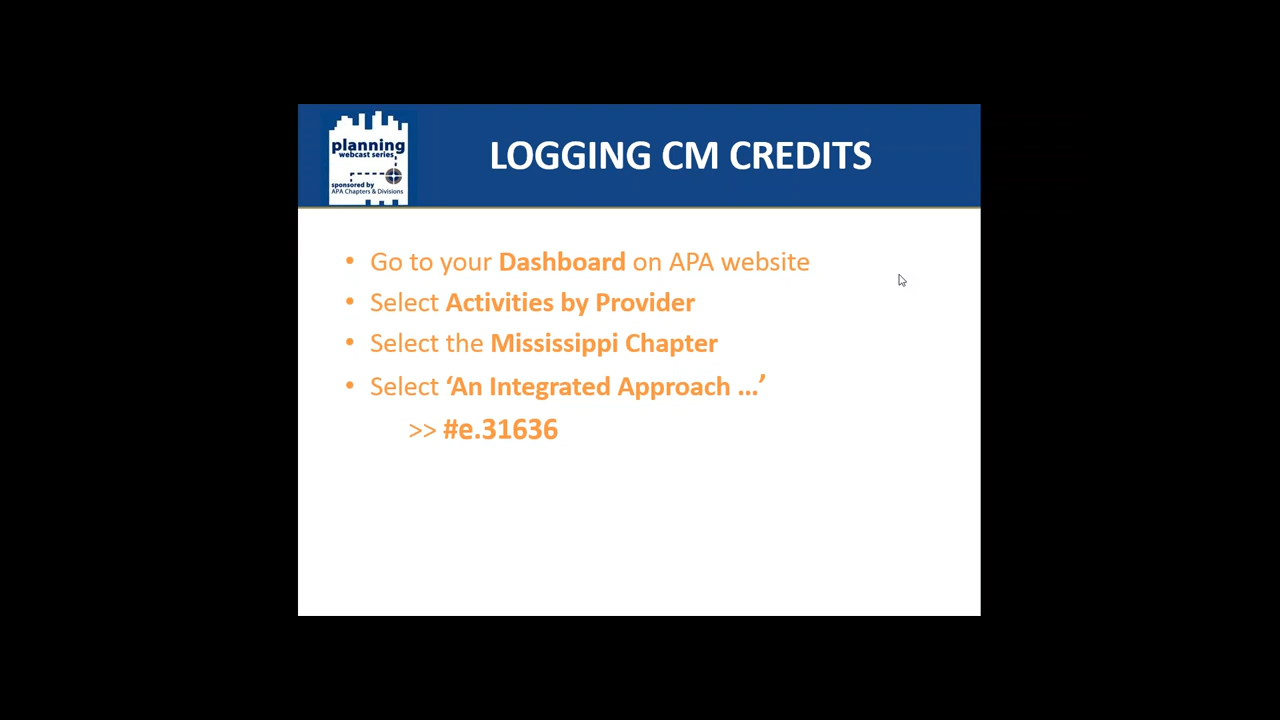 planning
webcast series
sponsored by
APA Chapters & Divisions
LOGGING CM CREDITS
• Go to your Dashboard on APA website
• Select Activities by Provider
• Select the Mississippi Chapter
• Select ‘An Integrated Approach ...’
>> #e.31636